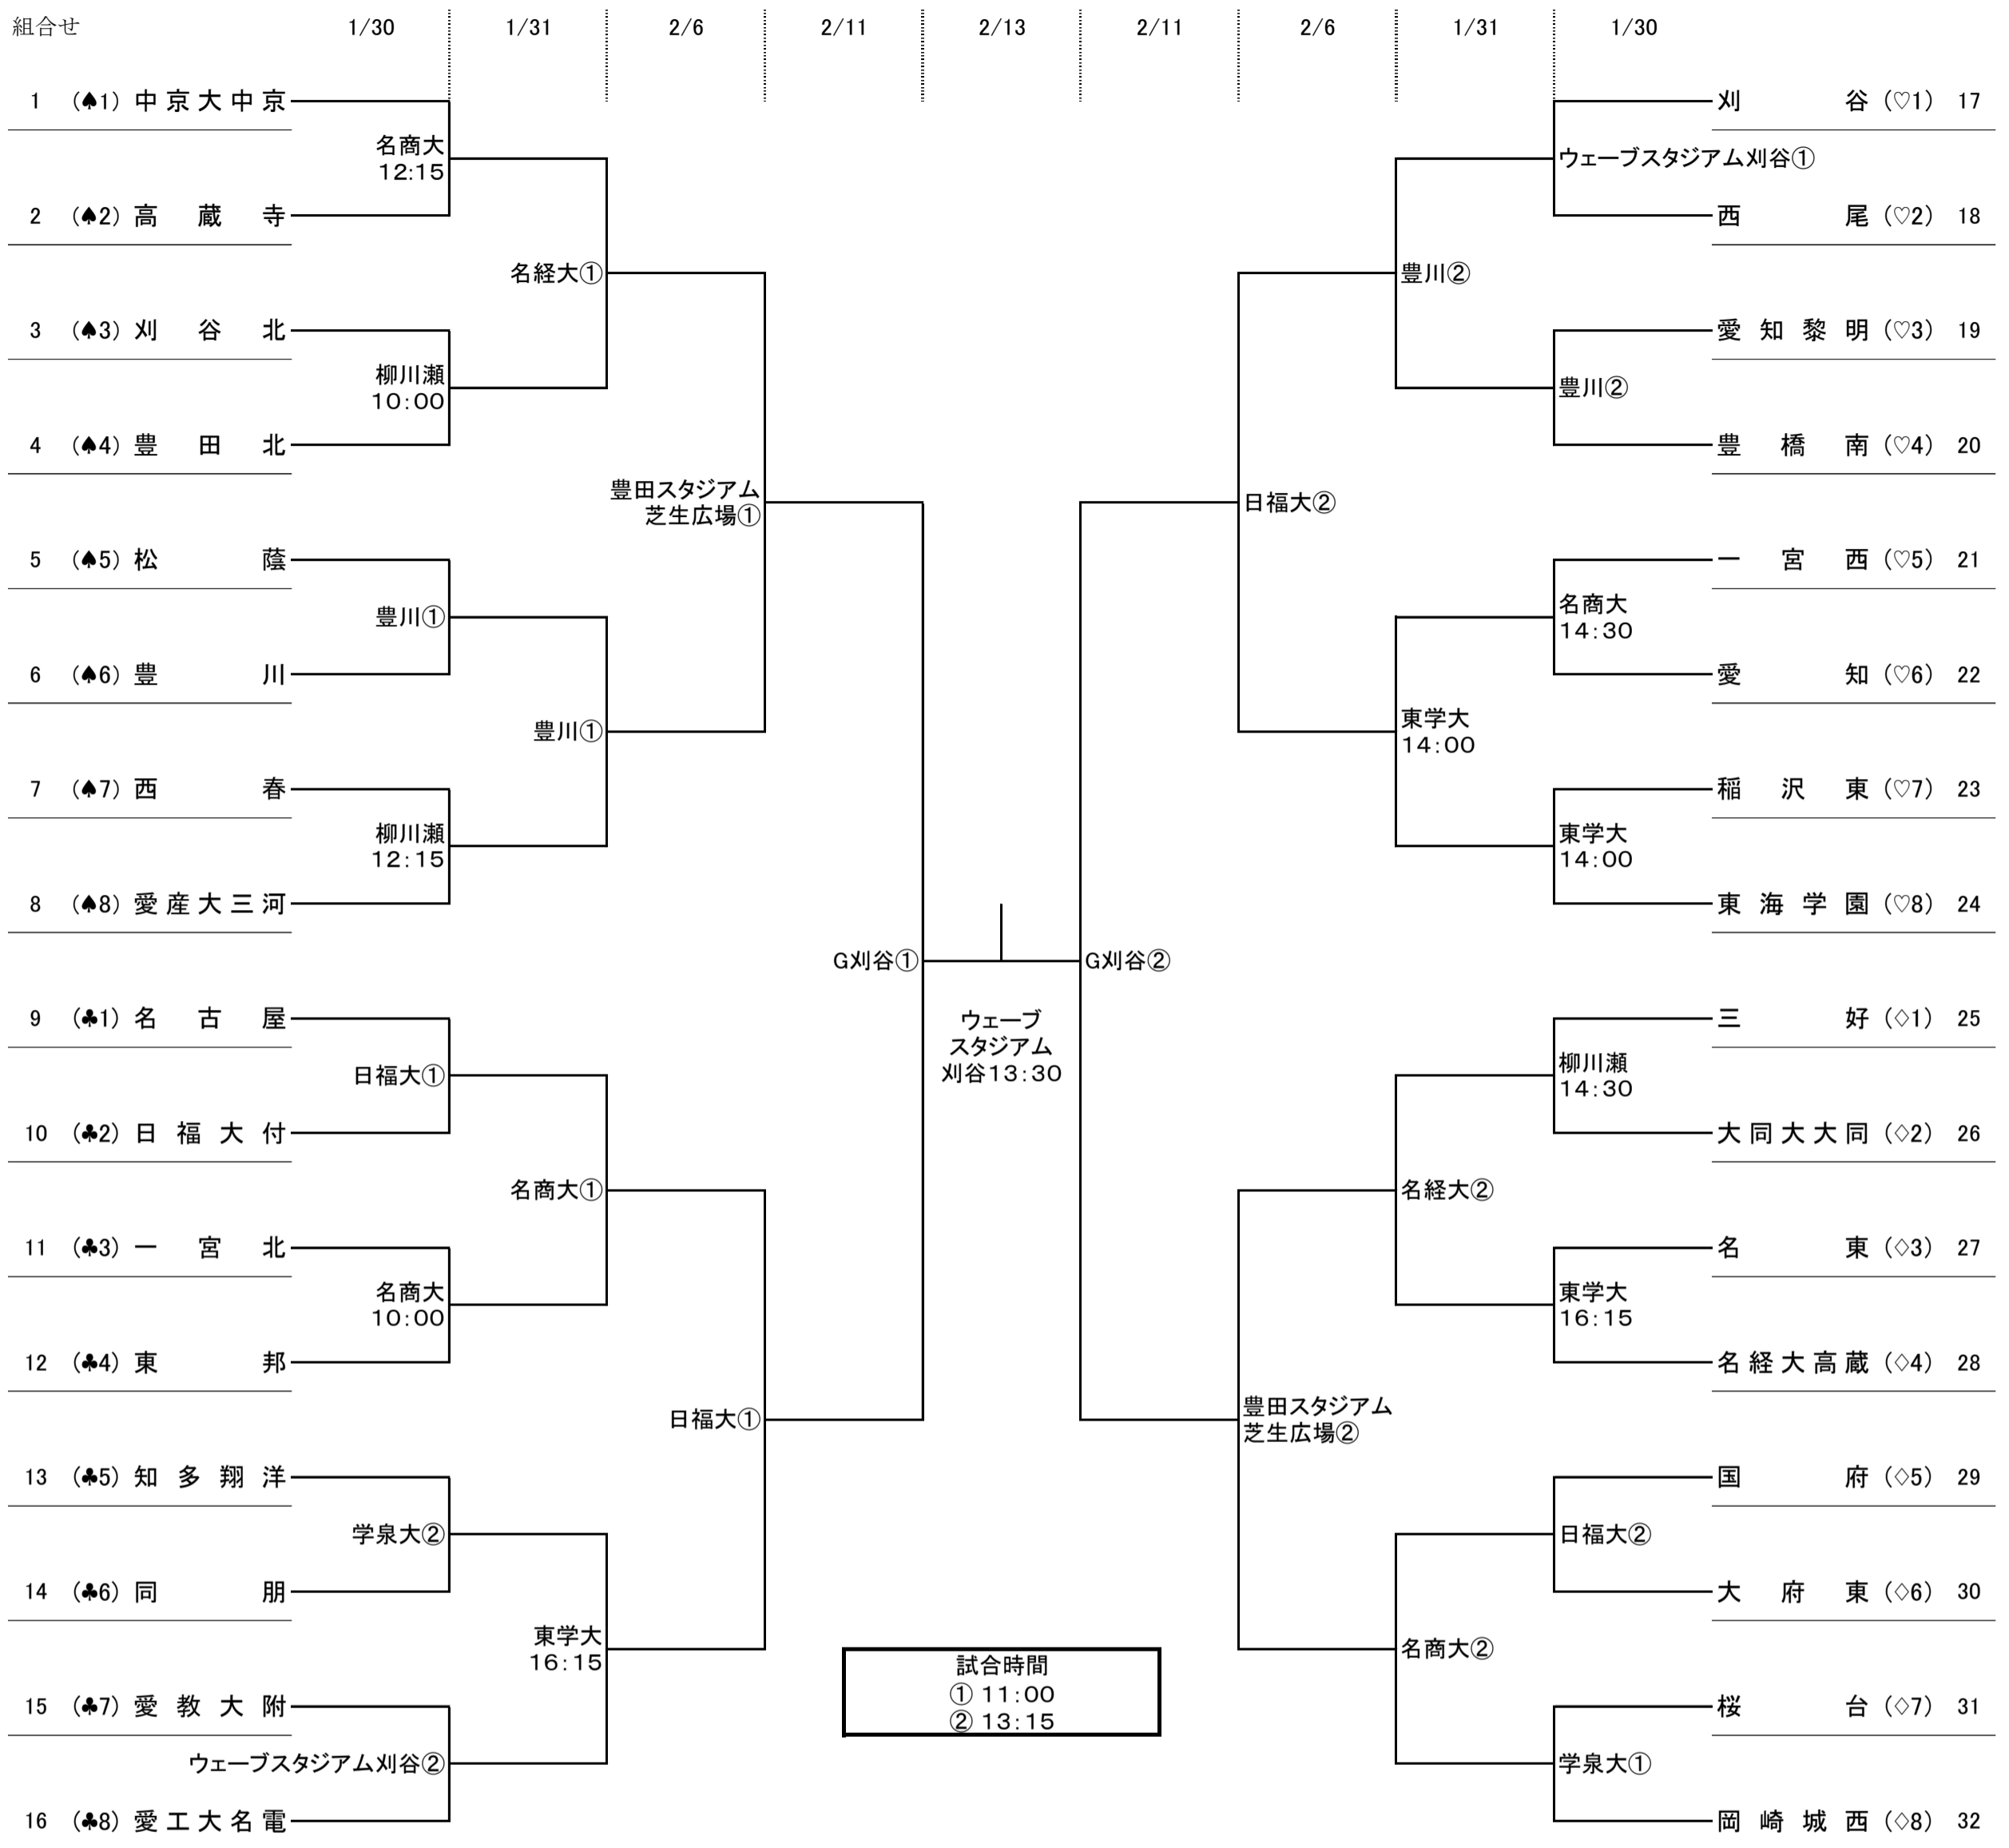 組合せ 1/30 1/31 2/6 2/11 2/13 2/11 2/6 1/31 1/30
1 (♠1) 中京大中京
名商大
12:15
2 (♠2) 高蔵寺
名経大①
3 (♠3) 刈谷北
柳川瀬
10:00
4 (♠4) 豊田北
豊田スタジアム
芝生広場①
5 (♠5) 松蔭
豊川①
6 (♠6) 豊川
豊川①
7 (♠7) 西春
柳川瀬
12:15
8 (♠8) 愛産大三河
G刈谷①
9 (♣1) 名古屋
日福大①
10 (♣2) 日福大付
名商大①
11 (♣3) 一宮北
名商大
10:00
12 (♣4) 東邦
日福大①
13 (♣5) 知多翔洋
学泉大②
14 (♣6) 同朋
東学大
16:15
15 (♣7) 愛教大附
ウェーブスタジアム刈谷②
16 (♣8) 愛工大名電
ウェーブ
スタジアム
刈谷13:30
試合時間
① 11:00
② 13:15
刈谷 (♡1) 17
ウェーブスタジアム刈谷①
西尾 (♡2) 18
豊川②
愛知黎明 (♡3) 19
豊川②
豊橋南 (♡4) 20
日福大②
一宮西 (♡5) 21
名商大
14:30
愛知 (♡6) 22
東学大
14:00
稲沢東 (♡7) 23
東学大
14:00
東海学園 (♡8) 24
G刈谷②
三好 (♢1) 25
柳川瀬
14:30
大同大大同 (♢2) 26
名経大②
名東 (♢3) 27
東学大
16:15
名経大高蔵 (♢4) 28
豊田スタジアム
芝生広場②
国府 (♢5) 29
日福大②
大府東 (♢6) 30
名商大②
桜台 (♢7) 31
学泉大①
岡崎城西 (♢8) 32